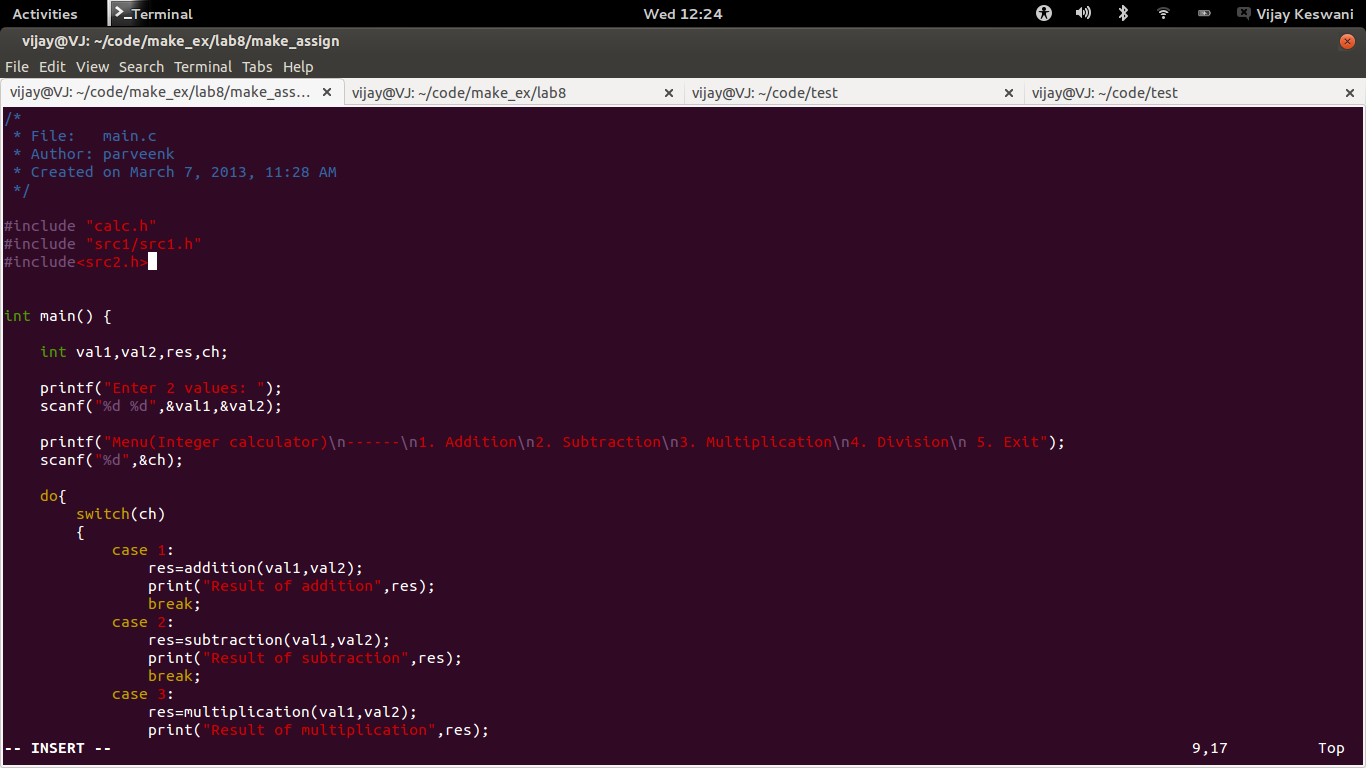 Activities Terminal Wed 12:24 Vijay Keswani
vijay@VJ: ~/code/make_ex/lab8/make_assign
File Edit View Search Terminal Tabs Help
vijay@VJ: ~/code/make_ex/lab8/make_ass... vijay@VJ: ~/code/make_ex/lab8 vijay@VJ: ~/code/test vijay@VJ: ~/code/test
/*
 * File:   main.c
 * Author: parveenk
 * Created on March 7, 2013, 11:28 AM
 */
#include "calc.h"
#include "src1/src1.h"
#include<src2.h>
int main() {
    int val1,val2,res,ch;
    printf("Enter 2 values: ");
    scanf("%d %d",&val1,&val2);
    printf("Menu(Integer calculator)\n------\n1. Addition\n2. Subtraction\n3. Multiplication\n4. Division\n 5. Exit");
    scanf("%d",&ch);
    do{
        switch(ch)
        {
            case 1:
                res=addition(val1,val2);
                print("Result of addition",res);
                break;
            case 2:
                res=subtraction(val1,val2);
                print("Result of subtraction",res);
                break;
            case 3:
                res=multiplication(val1,val2);
                print("Result of multiplication",res);
-- INSERT -- 9,17 Top